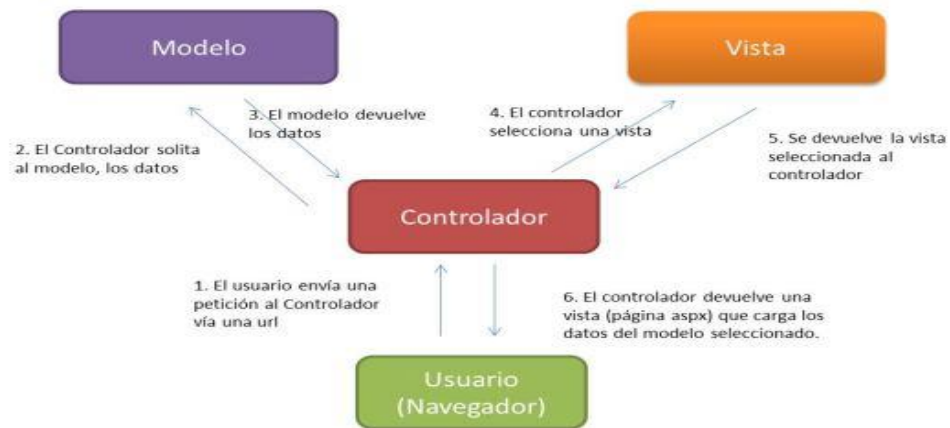 Modelo
Vista
3. El modelo devuelve
los datos
4. El controlador
selecciona una vista
2. El Controlador solita
al modelo, los datos
5. Se devuelve la vista
seleccionada al
controlador
Controlador
1. El usuario envía una
petición al Controlador
vía una url
6. El controlador devuelve una
vista (página aspx) que carga los
datos del modelo seleccionado.
Usuario
(Navegador)